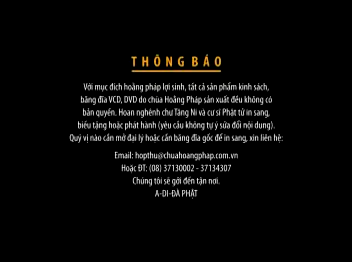 THÔNG BÁO
Với mục đích hoằng pháp lợi sinh, tất cả sản phẩm kinh sách,
băng đĩa VCD, DVD do chùa Hoằng Pháp sản xuất đều không có
bản quyền. Hoan nghênh chư Tăng Ni và cư sĩ Phật tử in sang,
biếu tặng hoặc phát hành (yêu cầu không tự ý sửa đổi nội dung).
Quý vị nào cần mở đại lý hoặc cần băng đĩa gốc để in sang, xin liên hệ:
Email: hopthu@chuahoangphap.com.vn
Hoặc ĐT: (08) 37130002 - 37134307
Chúng tôi sẽ gởi đến tận nơi.
A-DI-ĐÀ PHẬT